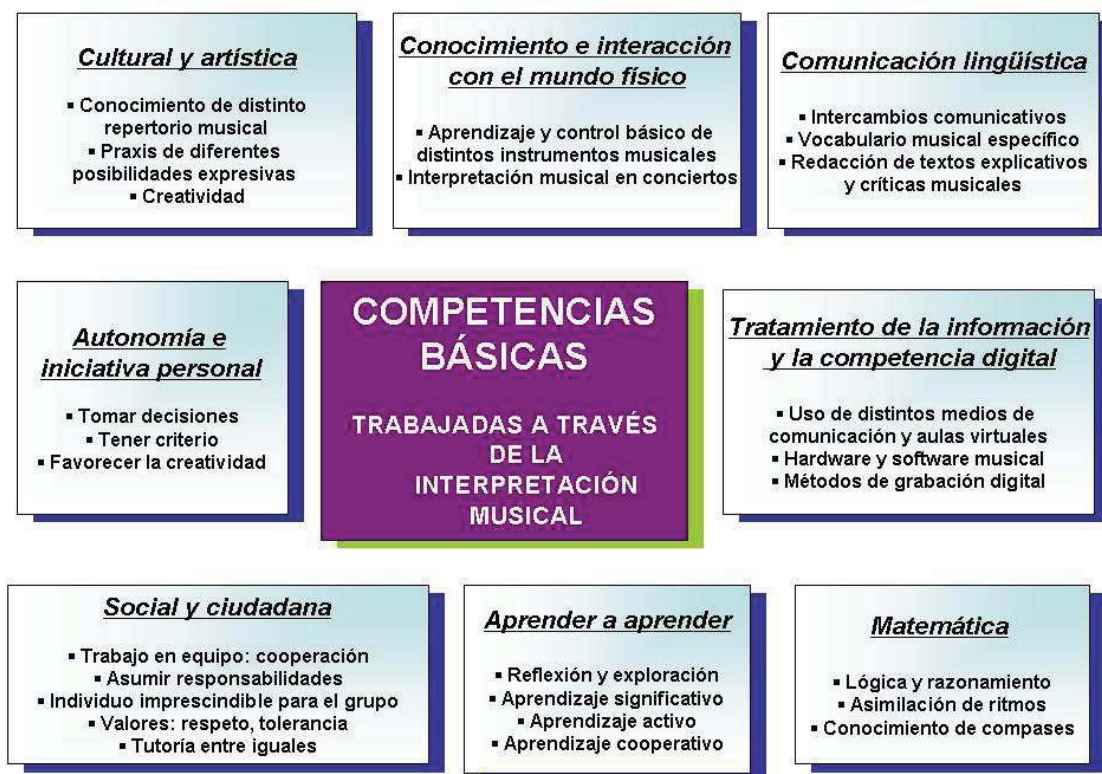 Cultural y artística
▪ Conocimiento de distinto
repertorio musical
▪ Praxis de diferentes
posibilidades expresivas
▪ Creatividad
Conocimiento e interacción
con el mundo físico
▪ Aprendizaje y control básico de
distintos instrumentos musicales
▪ Interpretación musical en conciertos
Comunicación lingüística
▪ Intercambios comunicativos
▪ Vocabulario musical específico
▪ Redacción de textos explicativos
y críticas musicales
Autonomía e
iniciativa personal
▪ Tomar decisiones
▪ Tener criterio
▪ Favorecer la creatividad
COMPETENCIAS
BÁSICAS
TRABAJADAS A TRAVÉS
DE LA
INTERPRETACIÓN
MUSICAL
Tratamiento de la información
y la competencia digital
▪ Uso de distintos medios de
comunicación y aulas virtuales
▪ Hardware y software musical
▪ Métodos de grabación digital
Social y ciudadana
▪ Trabajo en equipo: cooperación
▪ Asumir responsabilidades
▪ Individuo imprescindible para el grupo
▪ Valores: respeto, tolerancia
▪ Tutoría entre iguales
Aprender a aprender
▪ Reflexión y exploración
▪ Aprendizaje significativo
▪ Aprendizaje activo
▪ Aprendizaje cooperativo
Matemática
▪ Lógica y razonamiento
▪ Asimilación de ritmos
▪ Conocimiento de compases